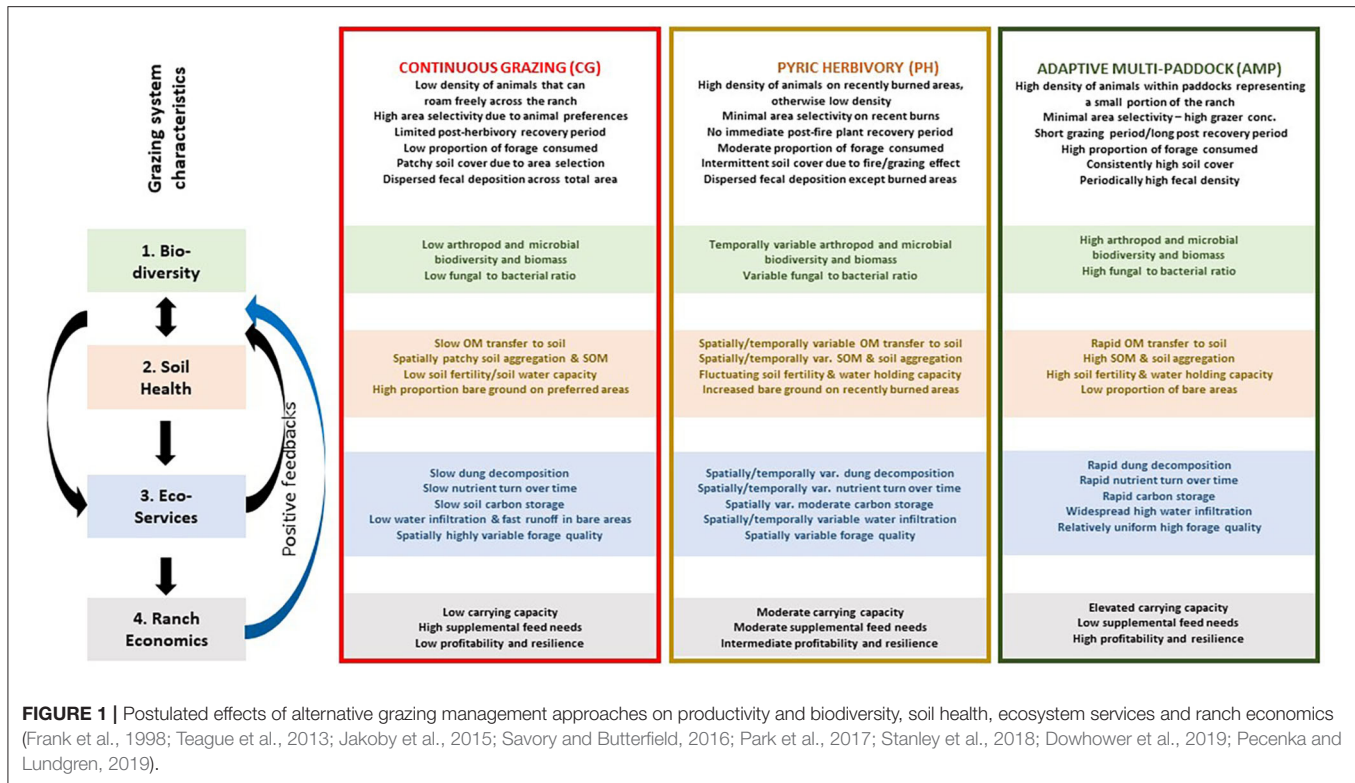 Grazing system
characteristics
1. Bio-
diversity
2. Soil
Health
3. Eco-
Services
4. Ranch
Economics
Positive feedbacks
CONTINUOUS GRAZING (CG)
Low density of animals that can
roam freely across the ranch
High area selectivity due to animal preferences
Limited post-herbivory recovery period
Low proportion of forage consumed
Patchy soil cover due to area selection
Dispersed fecal deposition across total area
Low arthropod and microbial
biodiversity and biomass
Low fungal to bacterial ratio
Slow OM transfer to soil
Spatially patchy soil aggregation & SOM
Low soil fertility/soil water capacity
High proportion bare ground on preferred areas
Slow dung decomposition
Slow nutrient turn over time
Slow soil carbon storage
Low water infiltration & fast runoff in bare areas
Spatially highly variable forage quality
Low carrying capacity
High supplemental feed needs
Low profitability and resilience
PYRIC HERBIVORY (PH)
High density of animals on recently burned areas,
otherwise low density
Minimal area selectivity on recent burns
No immediate post-fire plant recovery period
Moderate proportion of forage consumed
Intermittent soil cover due to fire/grazing effect
Dispersed fecal deposition except burned areas
Temporally variable arthropod and microbial
biodiversity and biomass
Variable fungal to bacterial ratio
Spatially/temporally variable OM transfer to soil
Spatially/temporally var. SOM & soil aggregation
Fluctuating soil fertility & water holding capacity
Increased bare ground on recently burned areas
Spatially/temporally var. dung decomposition
Spatially/temporally var. nutrient turn over time
Spatially var. moderate carbon storage
Spatially/temporally variable water infiltration
Spatially variable forage quality
Moderate carrying capacity
Moderate supplemental feed needs
Intermediate profitability and resilience
ADAPTIVE MULTI-PADDOCK (AMP)
High density of animals within paddocks representing
a small portion of the ranch
Minimal area selectivity – high grazer conc.
Short grazing period/long post recovery period
High proportion of forage consumed
Consistently high soil cover
Periodically high fecal density
High arthropod and microbial
biodiversity and biomass
High fungal to bacterial ratio
Rapid OM transfer to soil
High SOM & soil aggregation
High soil fertility & water holding capacity
Low proportion of bare areas
Rapid dung decomposition
Rapid nutrient turn over time
Rapid carbon storage
Widespread high water infiltration
Relatively uniform high forage quality
Elevated carrying capacity
Low supplemental feed needs
High profitability and resilience
FIGURE 1 | Postulated effects of alternative grazing management approaches on productivity and biodiversity, soil health, ecosystem services and ranch economics
(Frank et al., 1998; Teague et al., 2013; Jakoby et al., 2015; Savory and Butterfield, 2016; Park et al., 2017; Stanley et al., 2018; Dowhower et al., 2019; Pecenka and
Lundgren, 2019).